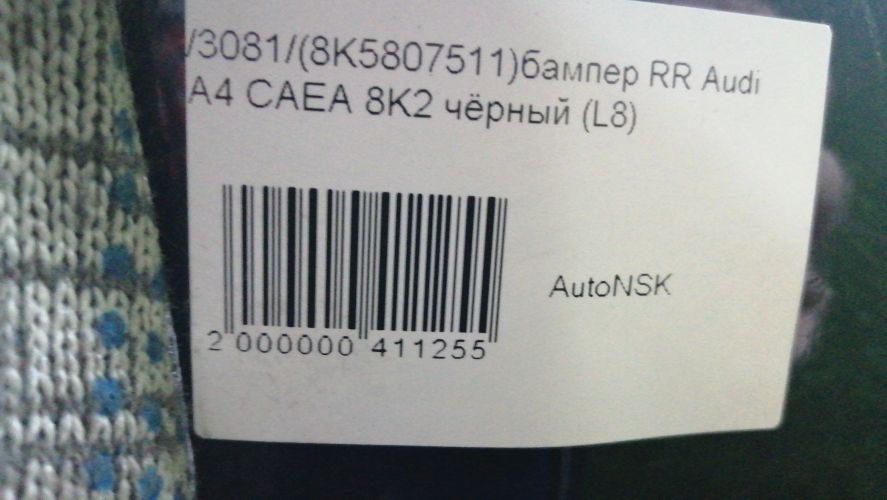 /3081/(8K5807511)бампер RR Audi
A4 CAEA 8K2 чёрный (L8)
AutoNSK
2 000000 411255